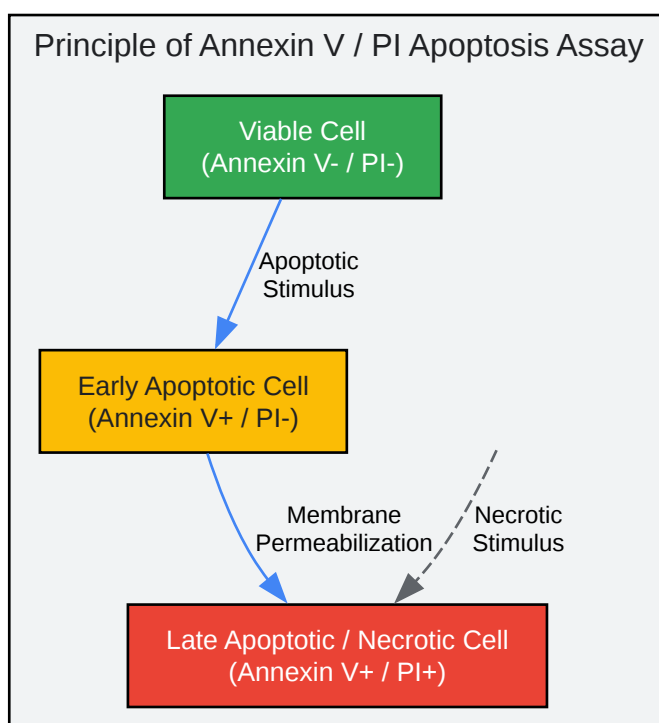 Principle of Annexin V / PI Apoptosis Assay
Viable Cell
(Annexin V- / PI-)
Apoptotic
Stimulus
Early Apoptotic Cell
(Annexin V+ / PI-)
Membrane
Permeabilization
Necrotic
Stimulus
Late Apoptotic / Necrotic Cell
(Annexin V+ / PI+)